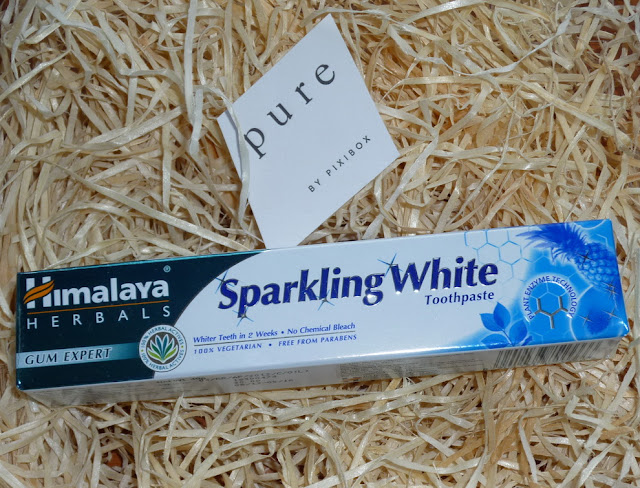 pure
BY PIXIBOX
Himalaya®
HERBALS
GUM EXPERT
Sparkling White
Toothpaste
Whiter Teeth in 2 Weeks • No Chemical Bleach
100% VEGETARIAN • FREE FROM PARABENS
PLANT ENZYME TECHNOLOGY